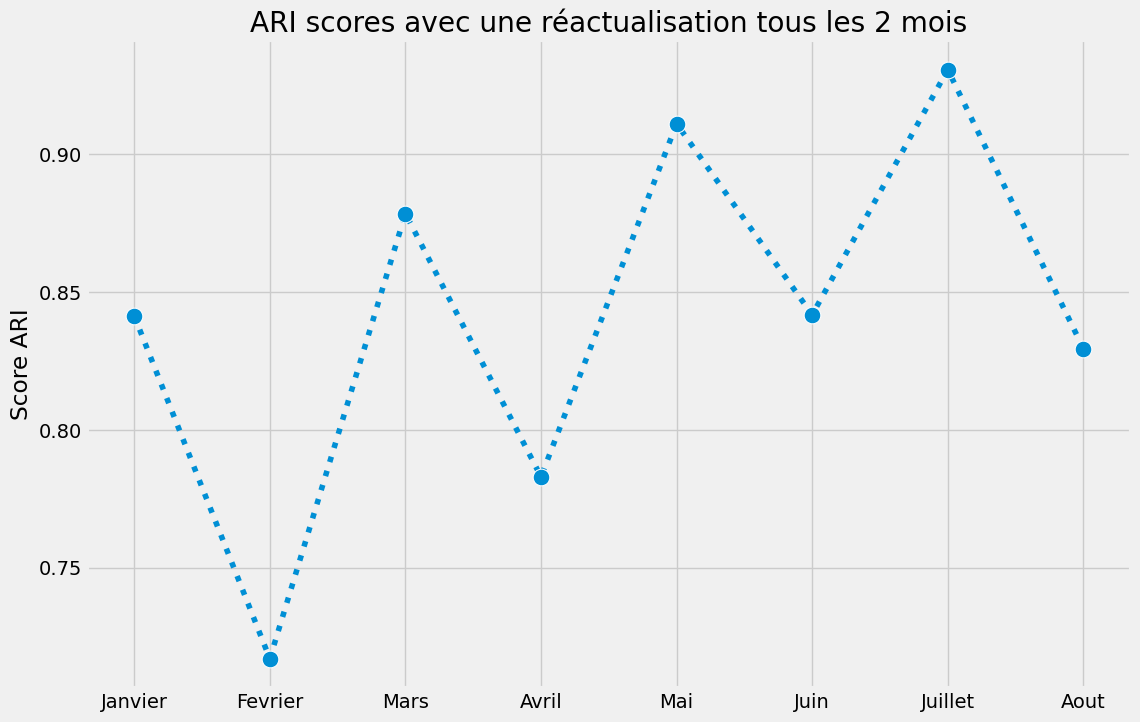 ARI scores avec une réactualisation tous les 2 mois
Score ARI
0.90
0.85
0.80
0.75
Janvier Fevrier Mars Avril Mai Juin Juillet Aout